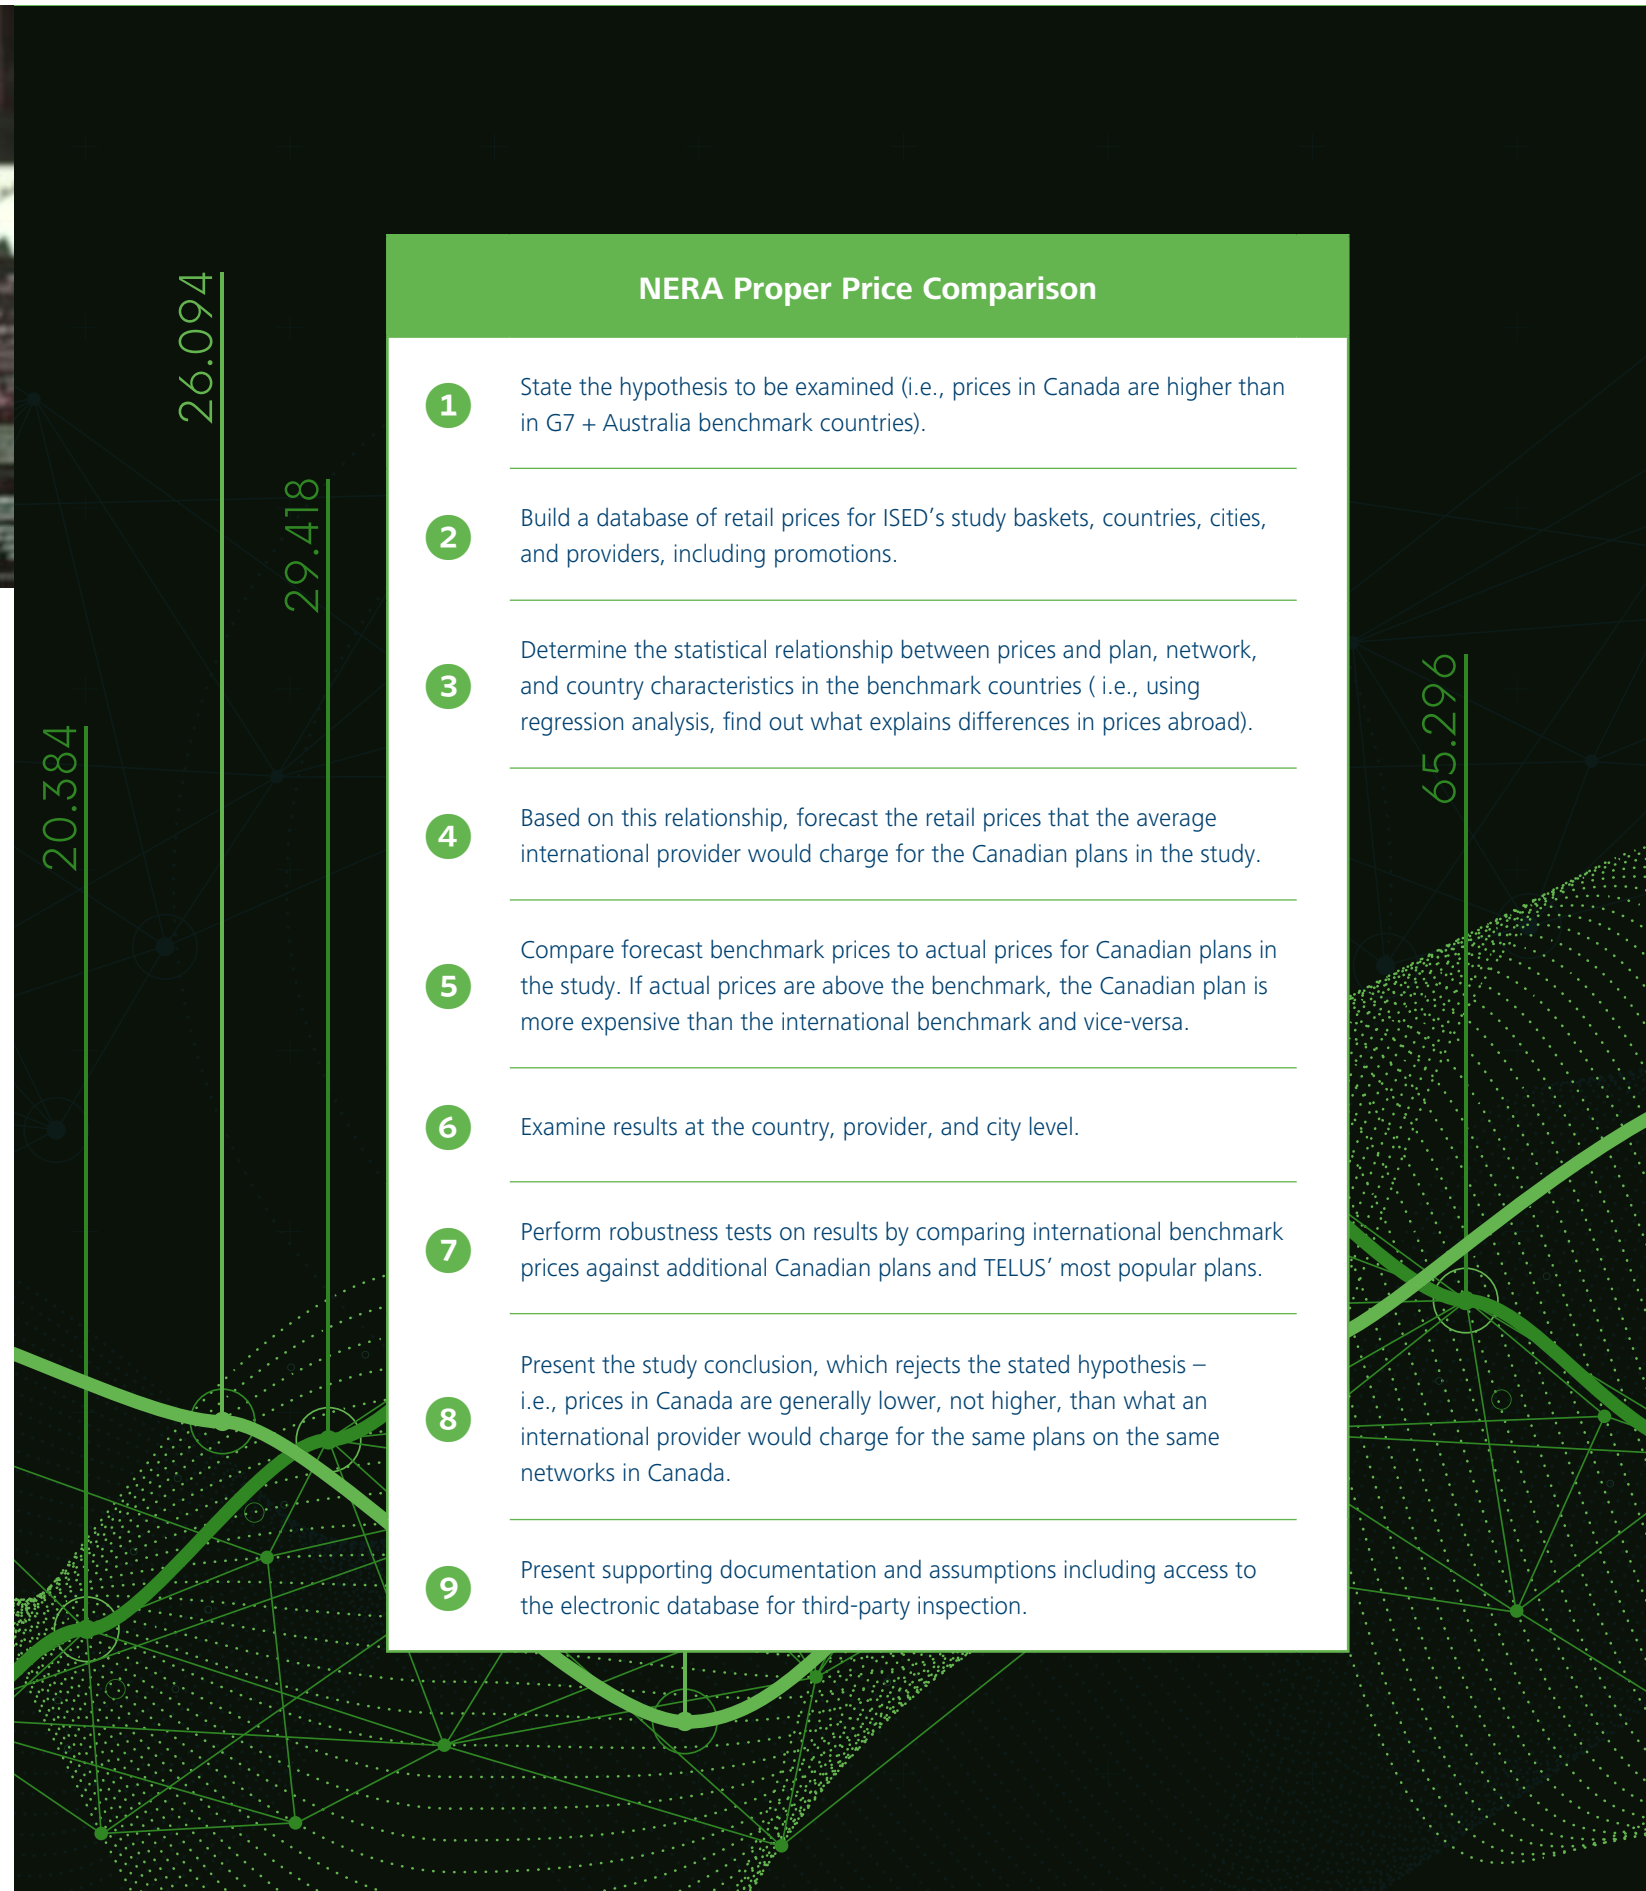 NERA Proper Price Comparison
1
State the hypothesis to be examined (i.e., prices in Canada are higher than
in G7 + Australia benchmark countries).
2
Build a database of retail prices for ISED’s study baskets, countries, cities,
and providers, including promotions.
3
Determine the statistical relationship between prices and plan, network,
and country characteristics in the benchmark countries ( i.e., using
regression analysis, find out what explains differences in prices abroad).
4
Based on this relationship, forecast the retail prices that the average
international provider would charge for the Canadian plans in the study.
5
Compare forecast benchmark prices to actual prices for Canadian plans in
the study. If actual prices are above the benchmark, the Canadian plan is
more expensive than the international benchmark and vice-versa.
6
Examine results at the country, provider, and city level.
7
Perform robustness tests on results by comparing international benchmark
prices against additional Canadian plans and TELUS’ most popular plans.
8
Present the study conclusion, which rejects the stated hypothesis –
i.e., prices in Canada are generally lower, not higher, than what an
international provider would charge for the same plans on the same
networks in Canada.
9
Present supporting documentation and assumptions including access to
the electronic database for third-party inspection.
20.384
26.094
29.418
65.296